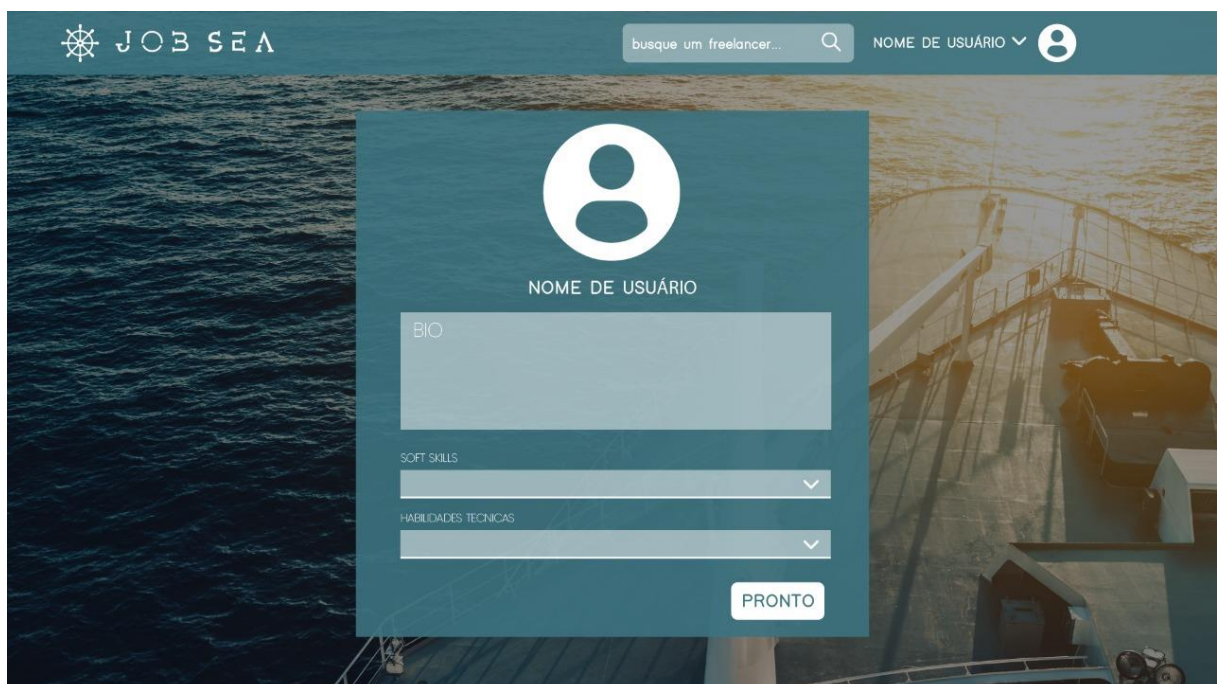 JOB SEA
busque um freelancer...
NOME DE USUÁRIO
NOME DE USUÁRIO
BIO
SOFT SKILLS
HABILIDADES TECNICAS
PRONTO